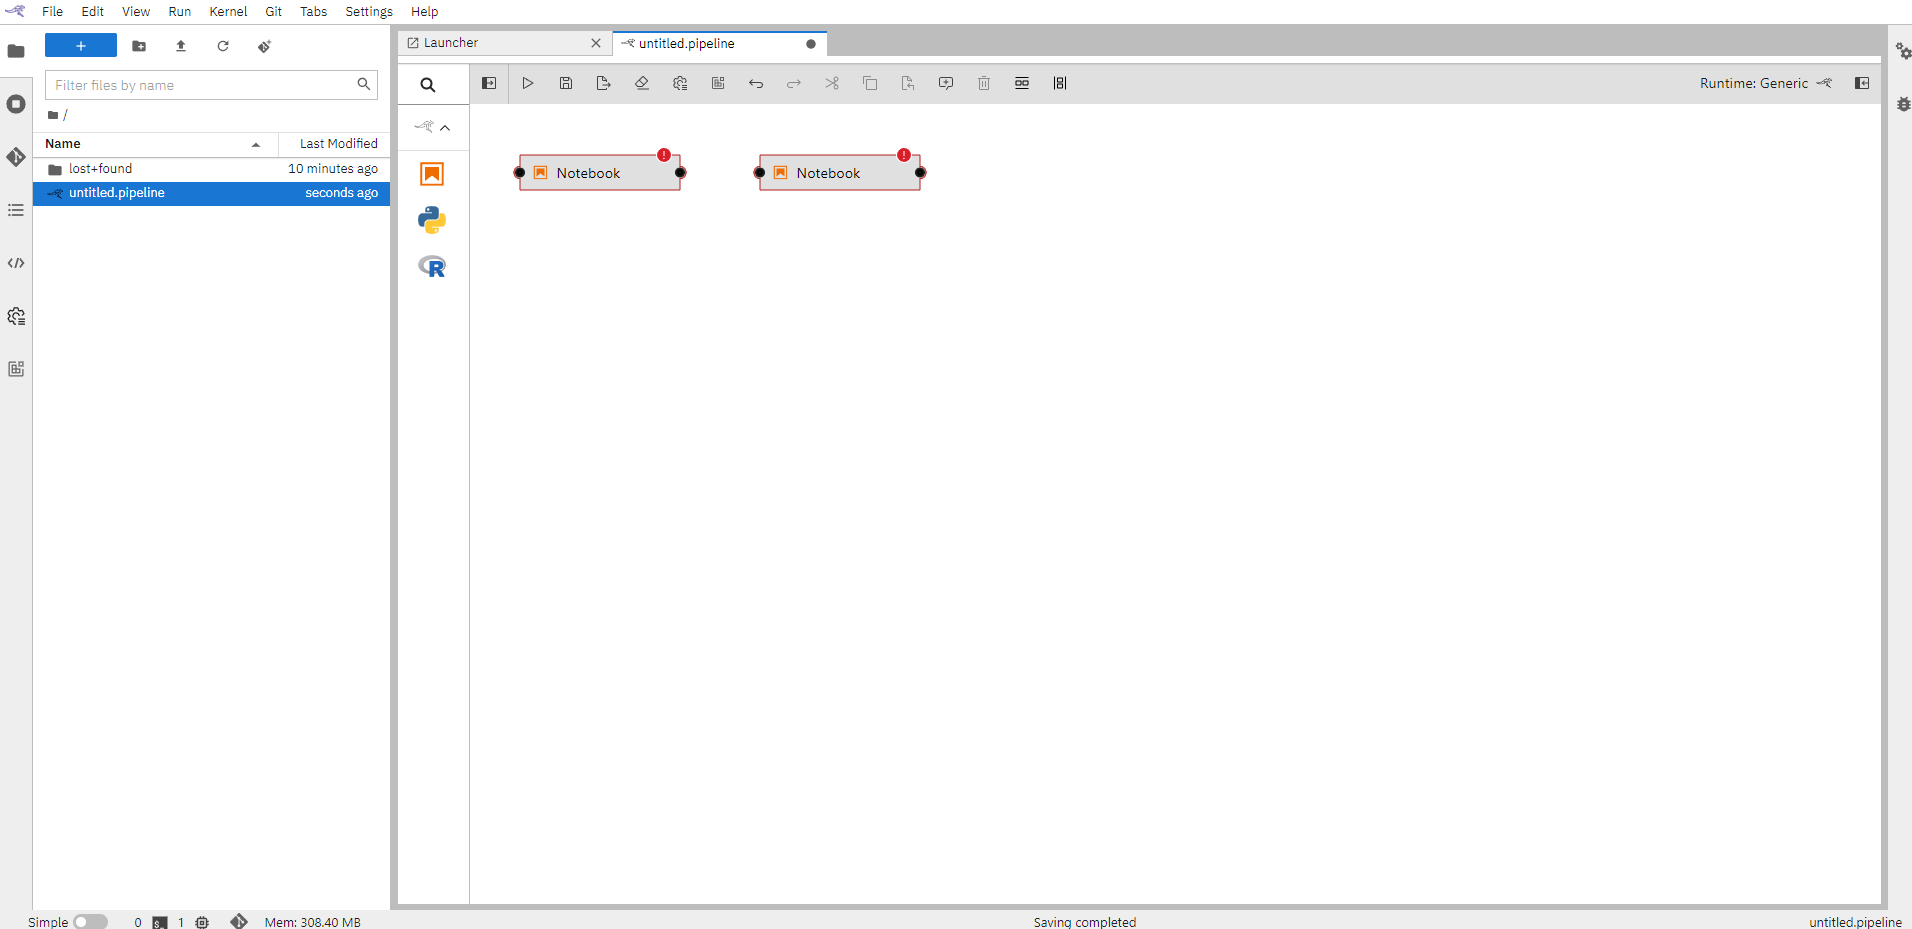 File Edit View Run Kernel Git Tabs Settings Help
Launcher
untitled.pipeline
Filter files by name
Runtime: Generic
/
Name Last Modified
lost+found 10 minutes ago
untitled.pipeline seconds ago
Notebook
Notebook
Simple 0 1 Mem: 308.40 MB Saving completed untitled.pipeline